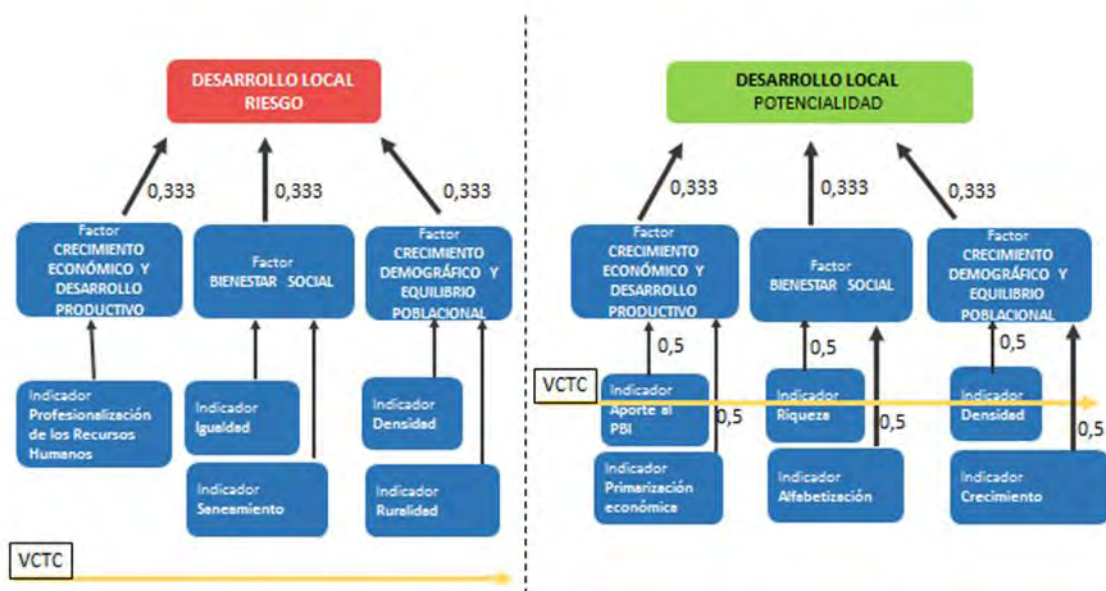 DESARROLLO LOCAL
RIESGO
0,333
0,333
0,333
Factor
CRECIMIENTO
ECONÓMICO Y
DESARROLLO
PRODUCTIVO
Factor
BIENESTAR SOCIAL
Factor
CRECIMIENTO
DEMOGRÁFICO Y
EQUILIBRIO
POBLACIONAL
Indicador
Profesionalización
de los Recursos
Humanos
Indicador
Igualdad
Indicador
Densidad
Indicador
Saneamiento
Indicador
Ruralidad
VCTC
DESARROLLO LOCAL
POTENCIALIDAD
0,333
0,333
0,333
Factor
CRECIMIENTO
ECONÓMICO Y
DESARROLLO
PRODUCTIVO
Factor
BIENESTAR SOCIAL
Factor
CRECIMIENTO
DEMOGRÁFICO Y
EQUILIBRIO
POBLACIONAL
0,5
0,5
0,5
VCTC
Indicador
Aporte al
PBI
Indicador
Riqueza
Indicador
Densidad
0,5
0,5
0,5
Indicador
Primarización
económica
Indicador
Alfabetización
Indicador
Crecimiento